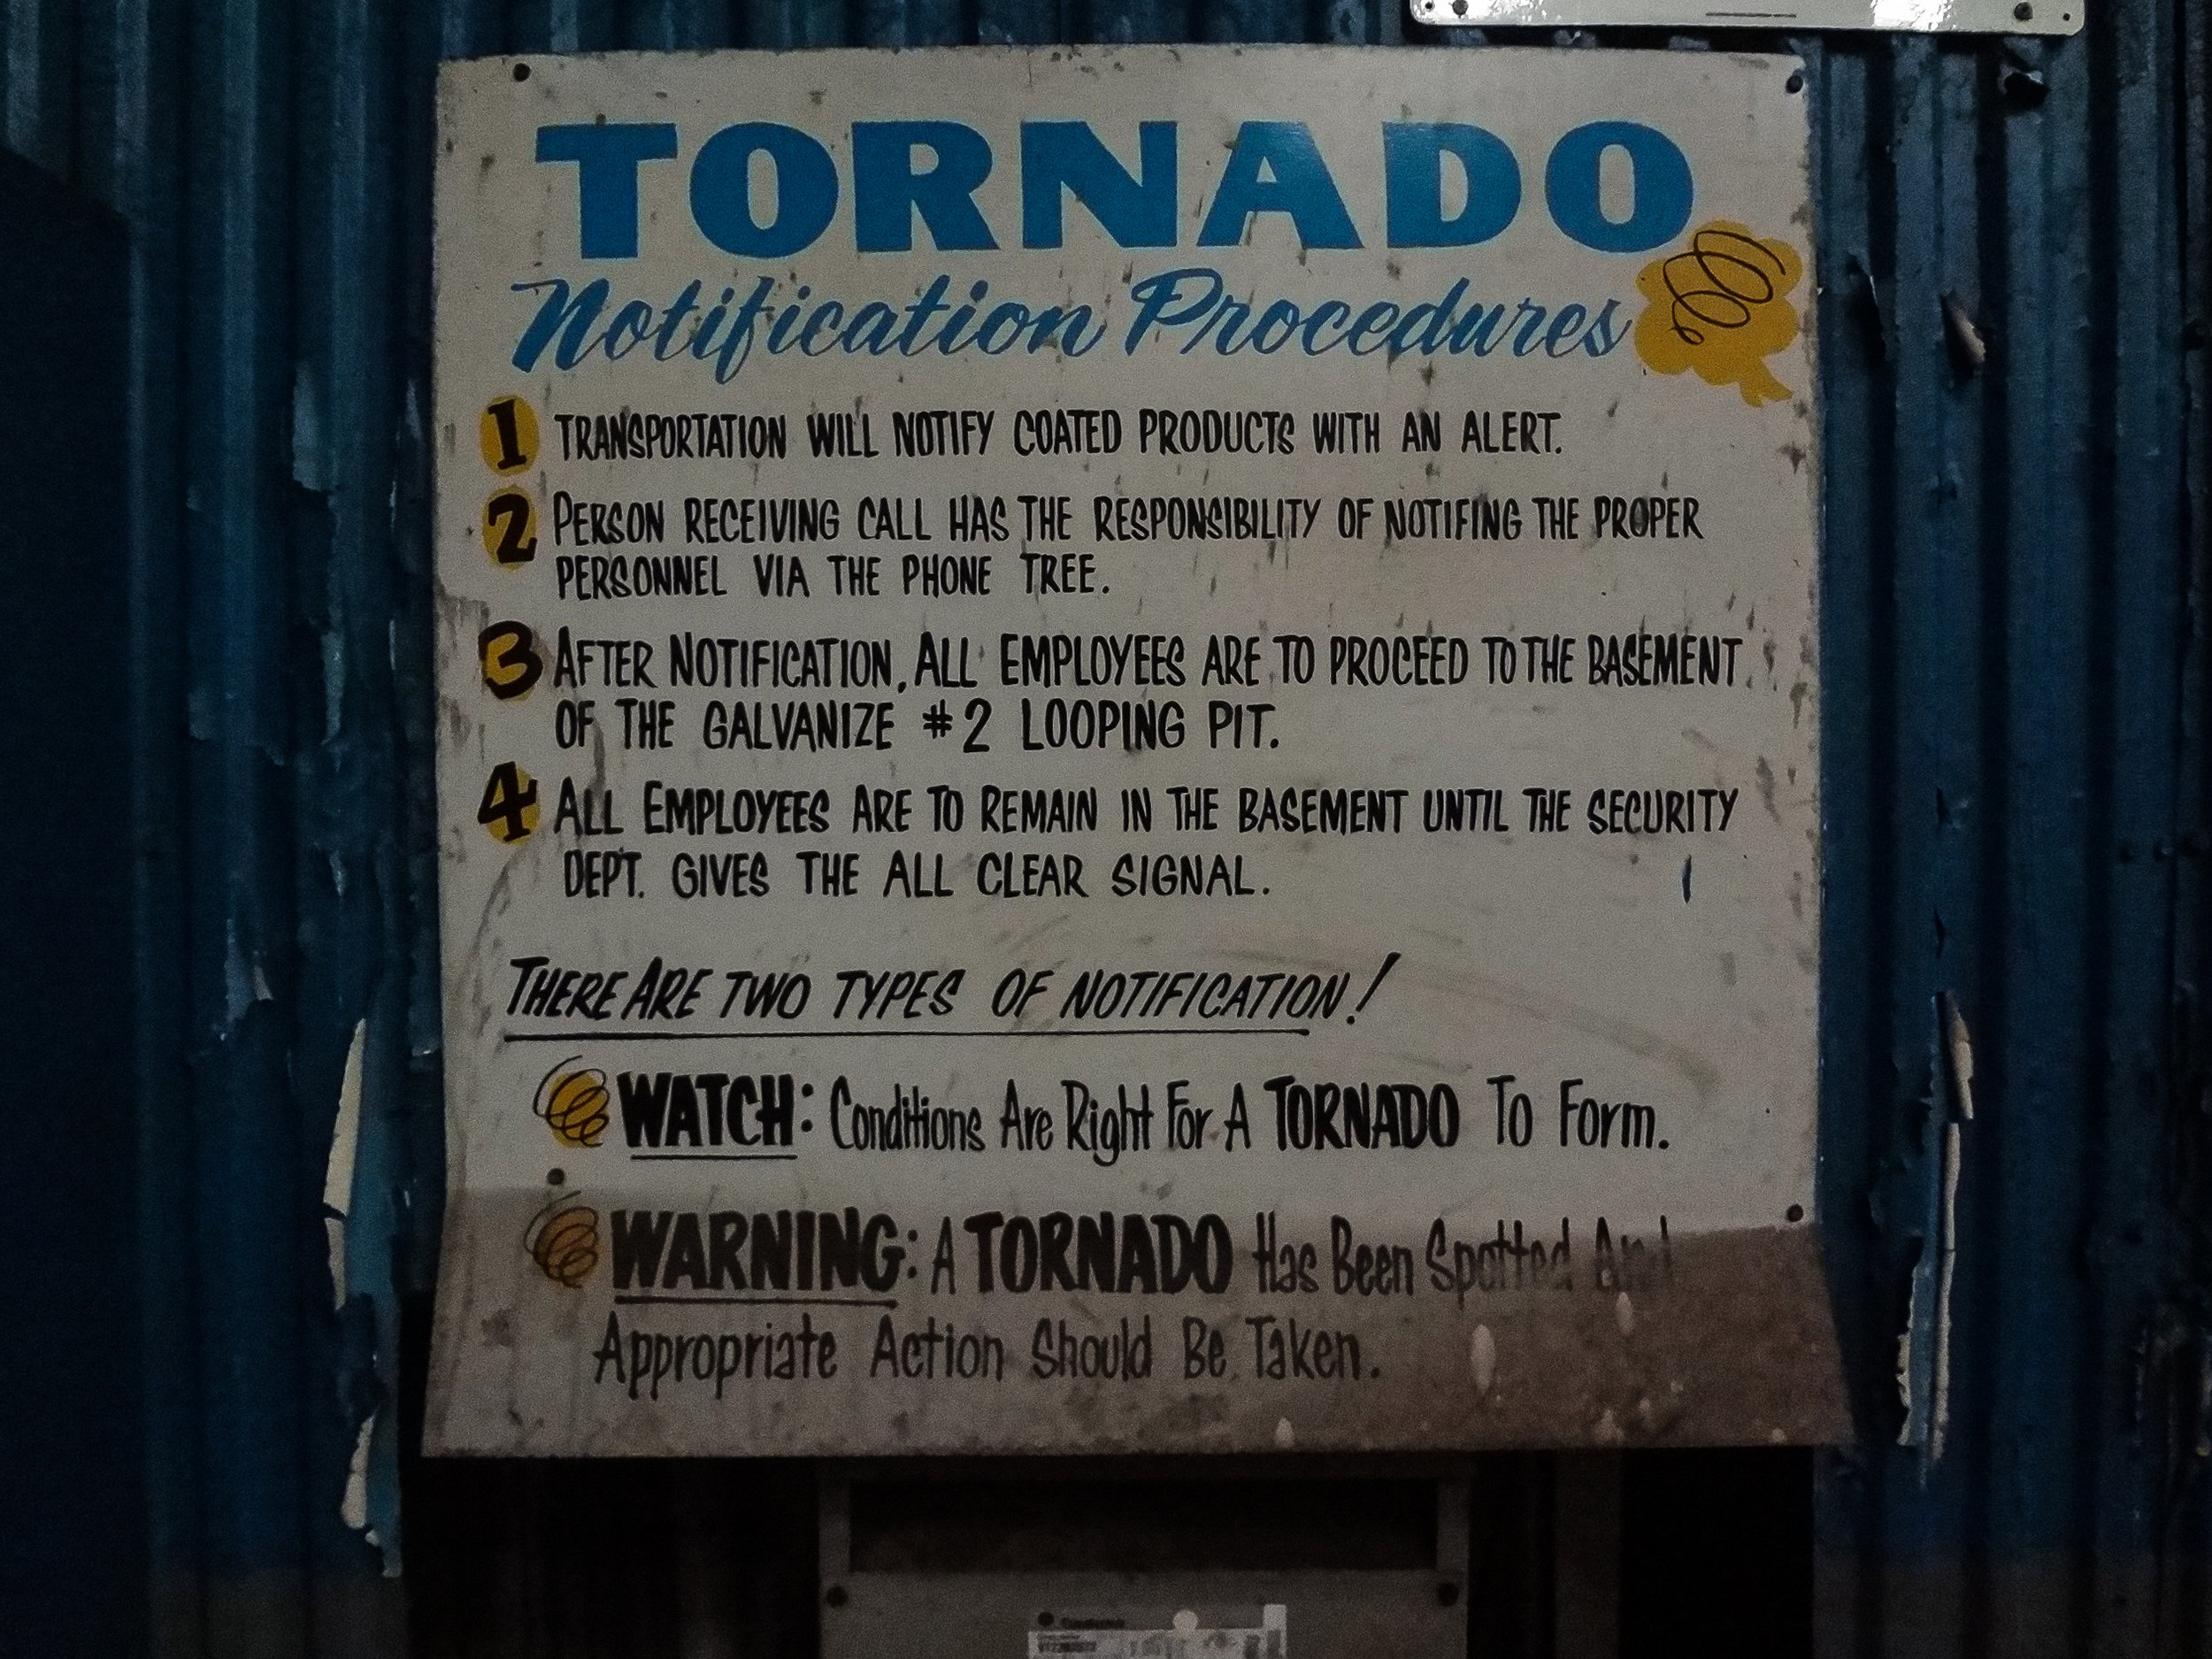 TORNADO
Notification Procedures
1 TRANSPORTATION WILL NOTIFY COATED PRODUCTS WITH AN ALERT.
2 PERSON RECEIVING CALL HAS THE RESPONSIBILITY OF NOTIFING THE PROPER
PERSONNEL VIA THE PHONE TREE.
3 AFTER NOTIFICATION, ALL EMPLOYEES ARE TO PROCEED TO THE BASEMENT
OF THE GALVANIZE #2 LOOPING PIT.
4 ALL EMPLOYEES ARE TO REMAIN IN THE BASEMENT UNTIL THE SECURITY
DEPT. GIVES THE ALL CLEAR SIGNAL.
THERE ARE TWO TYPES OF NOTIFICATION!
WATCH: Conditions Are Right For A TORNADO To Form.
WARNING: A TORNADO Has Been Spotted And
Appropriate Action Should Be Taken.